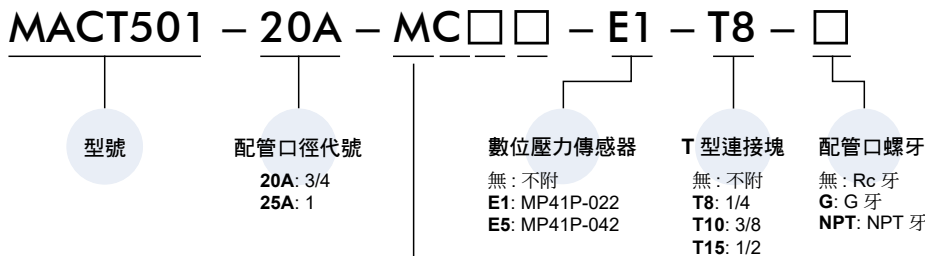 MACT501 – 20A – MC□□ – E1 – T8 – □
型號
配管口徑代號
20A: 3/4
25A: 1
數位壓力傳感器
無 : 不附
E1: MP41P-022
E5: MP41P-042
T 型連接塊
無 : 不附
T8: 1/4
T10: 3/8
T15: 1/2
配管口螺牙
無 : Rc 牙
G: G 牙
NPT: NPT 牙